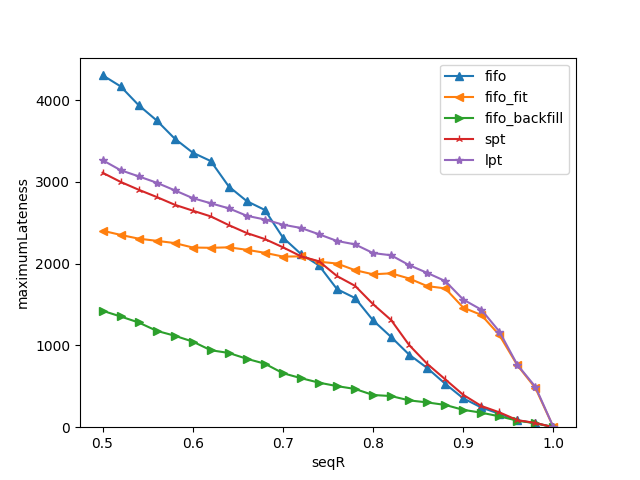 maximumLateness
4000
3000
2000
1000
0
0.5 0.6 0.7 0.8 0.9 1.0
seqR
fifo
fifo_fit
fifo_backfill
spt
lpt